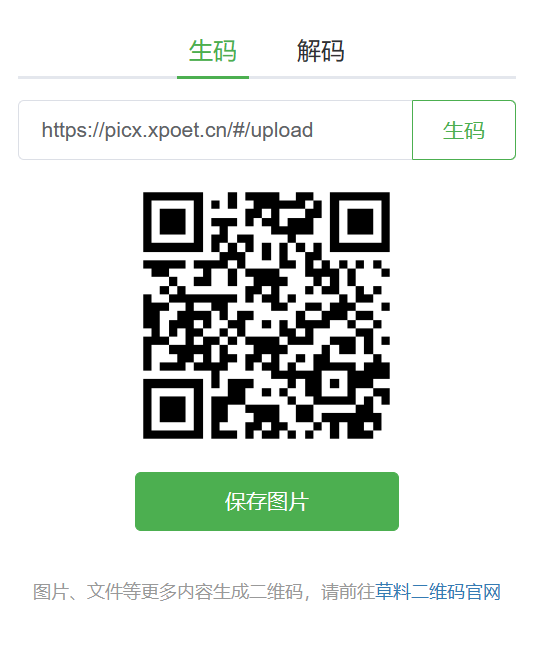 生码 解码
https://picx.xpoet.cn/#/upload 生码
保存图片
图片、文件等更多内容生成二维码，请前往草料二维码官网